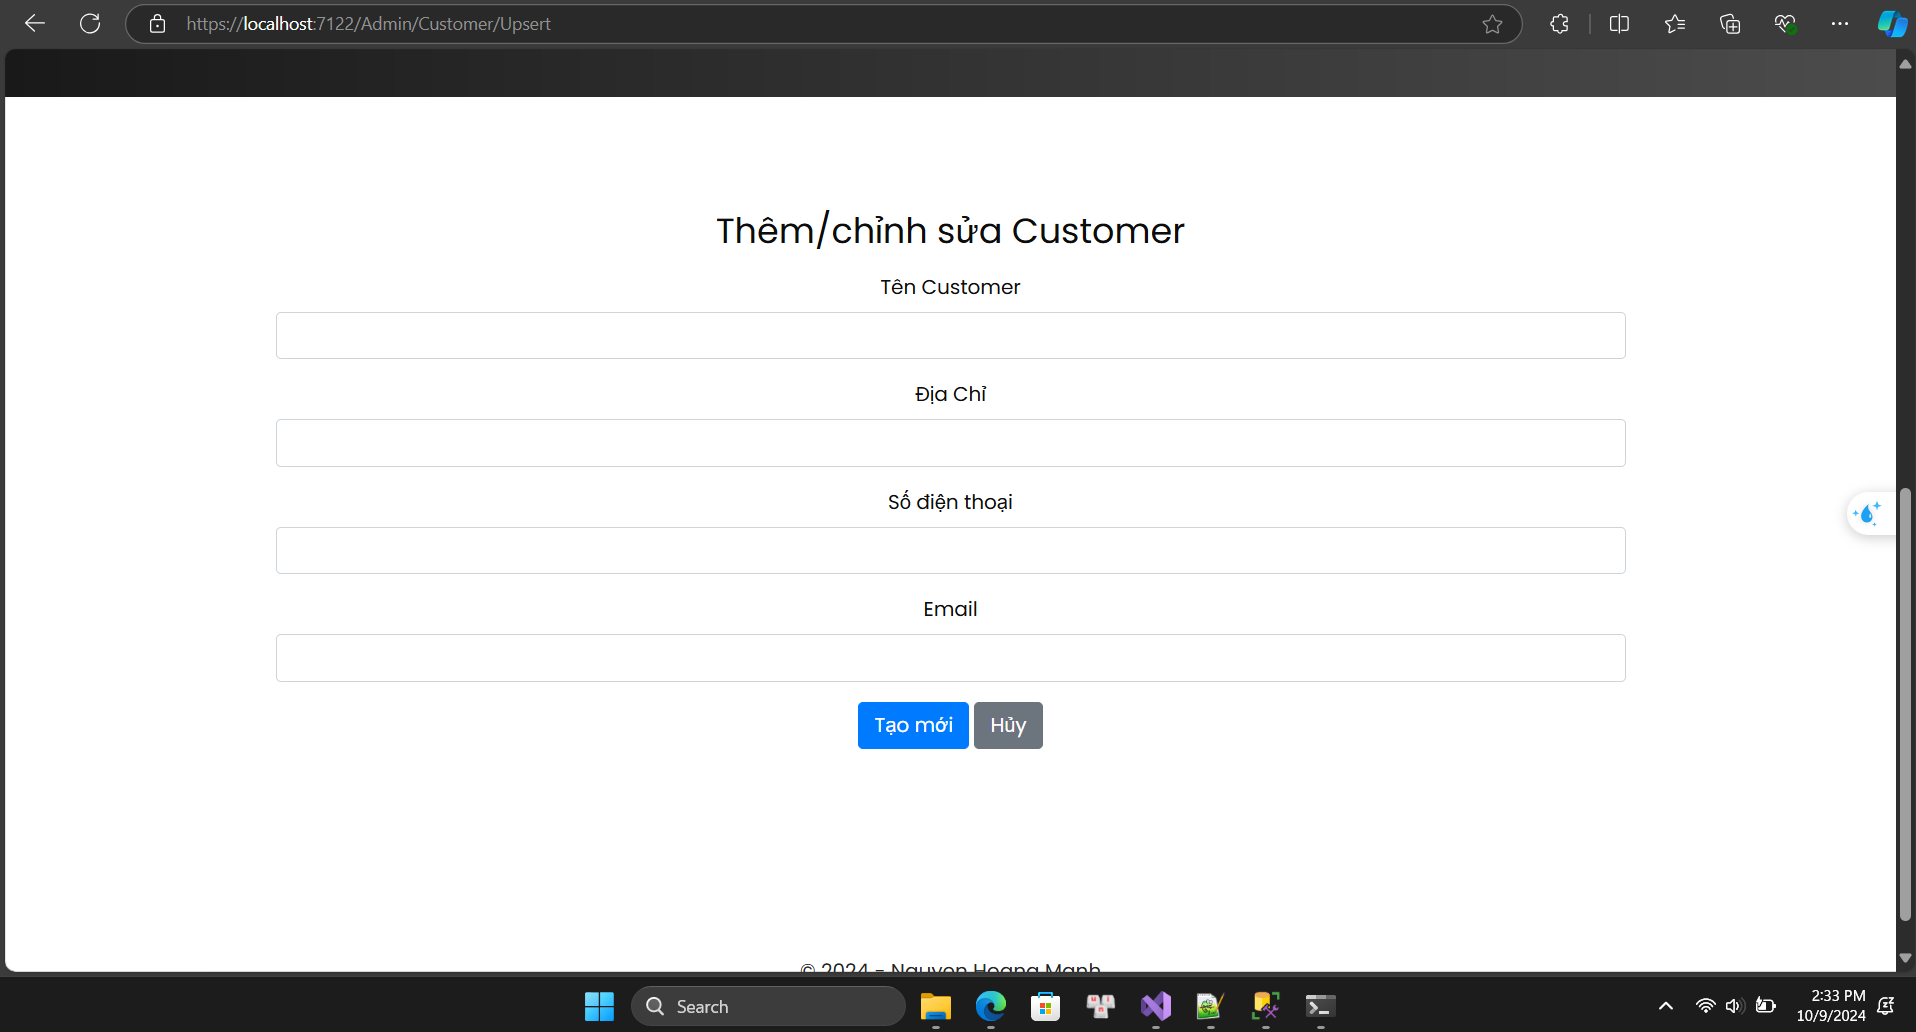 https://localhost:7122/Admin/Customer/Upsert
Thêm/chỉnh sửa Customer
Tên Customer
Địa Chỉ
Số điện thoại
Email
Tạo mới Hủy
© 2024 - Nguyen Hoang Manh
Search
2:33 PM
10/9/2024